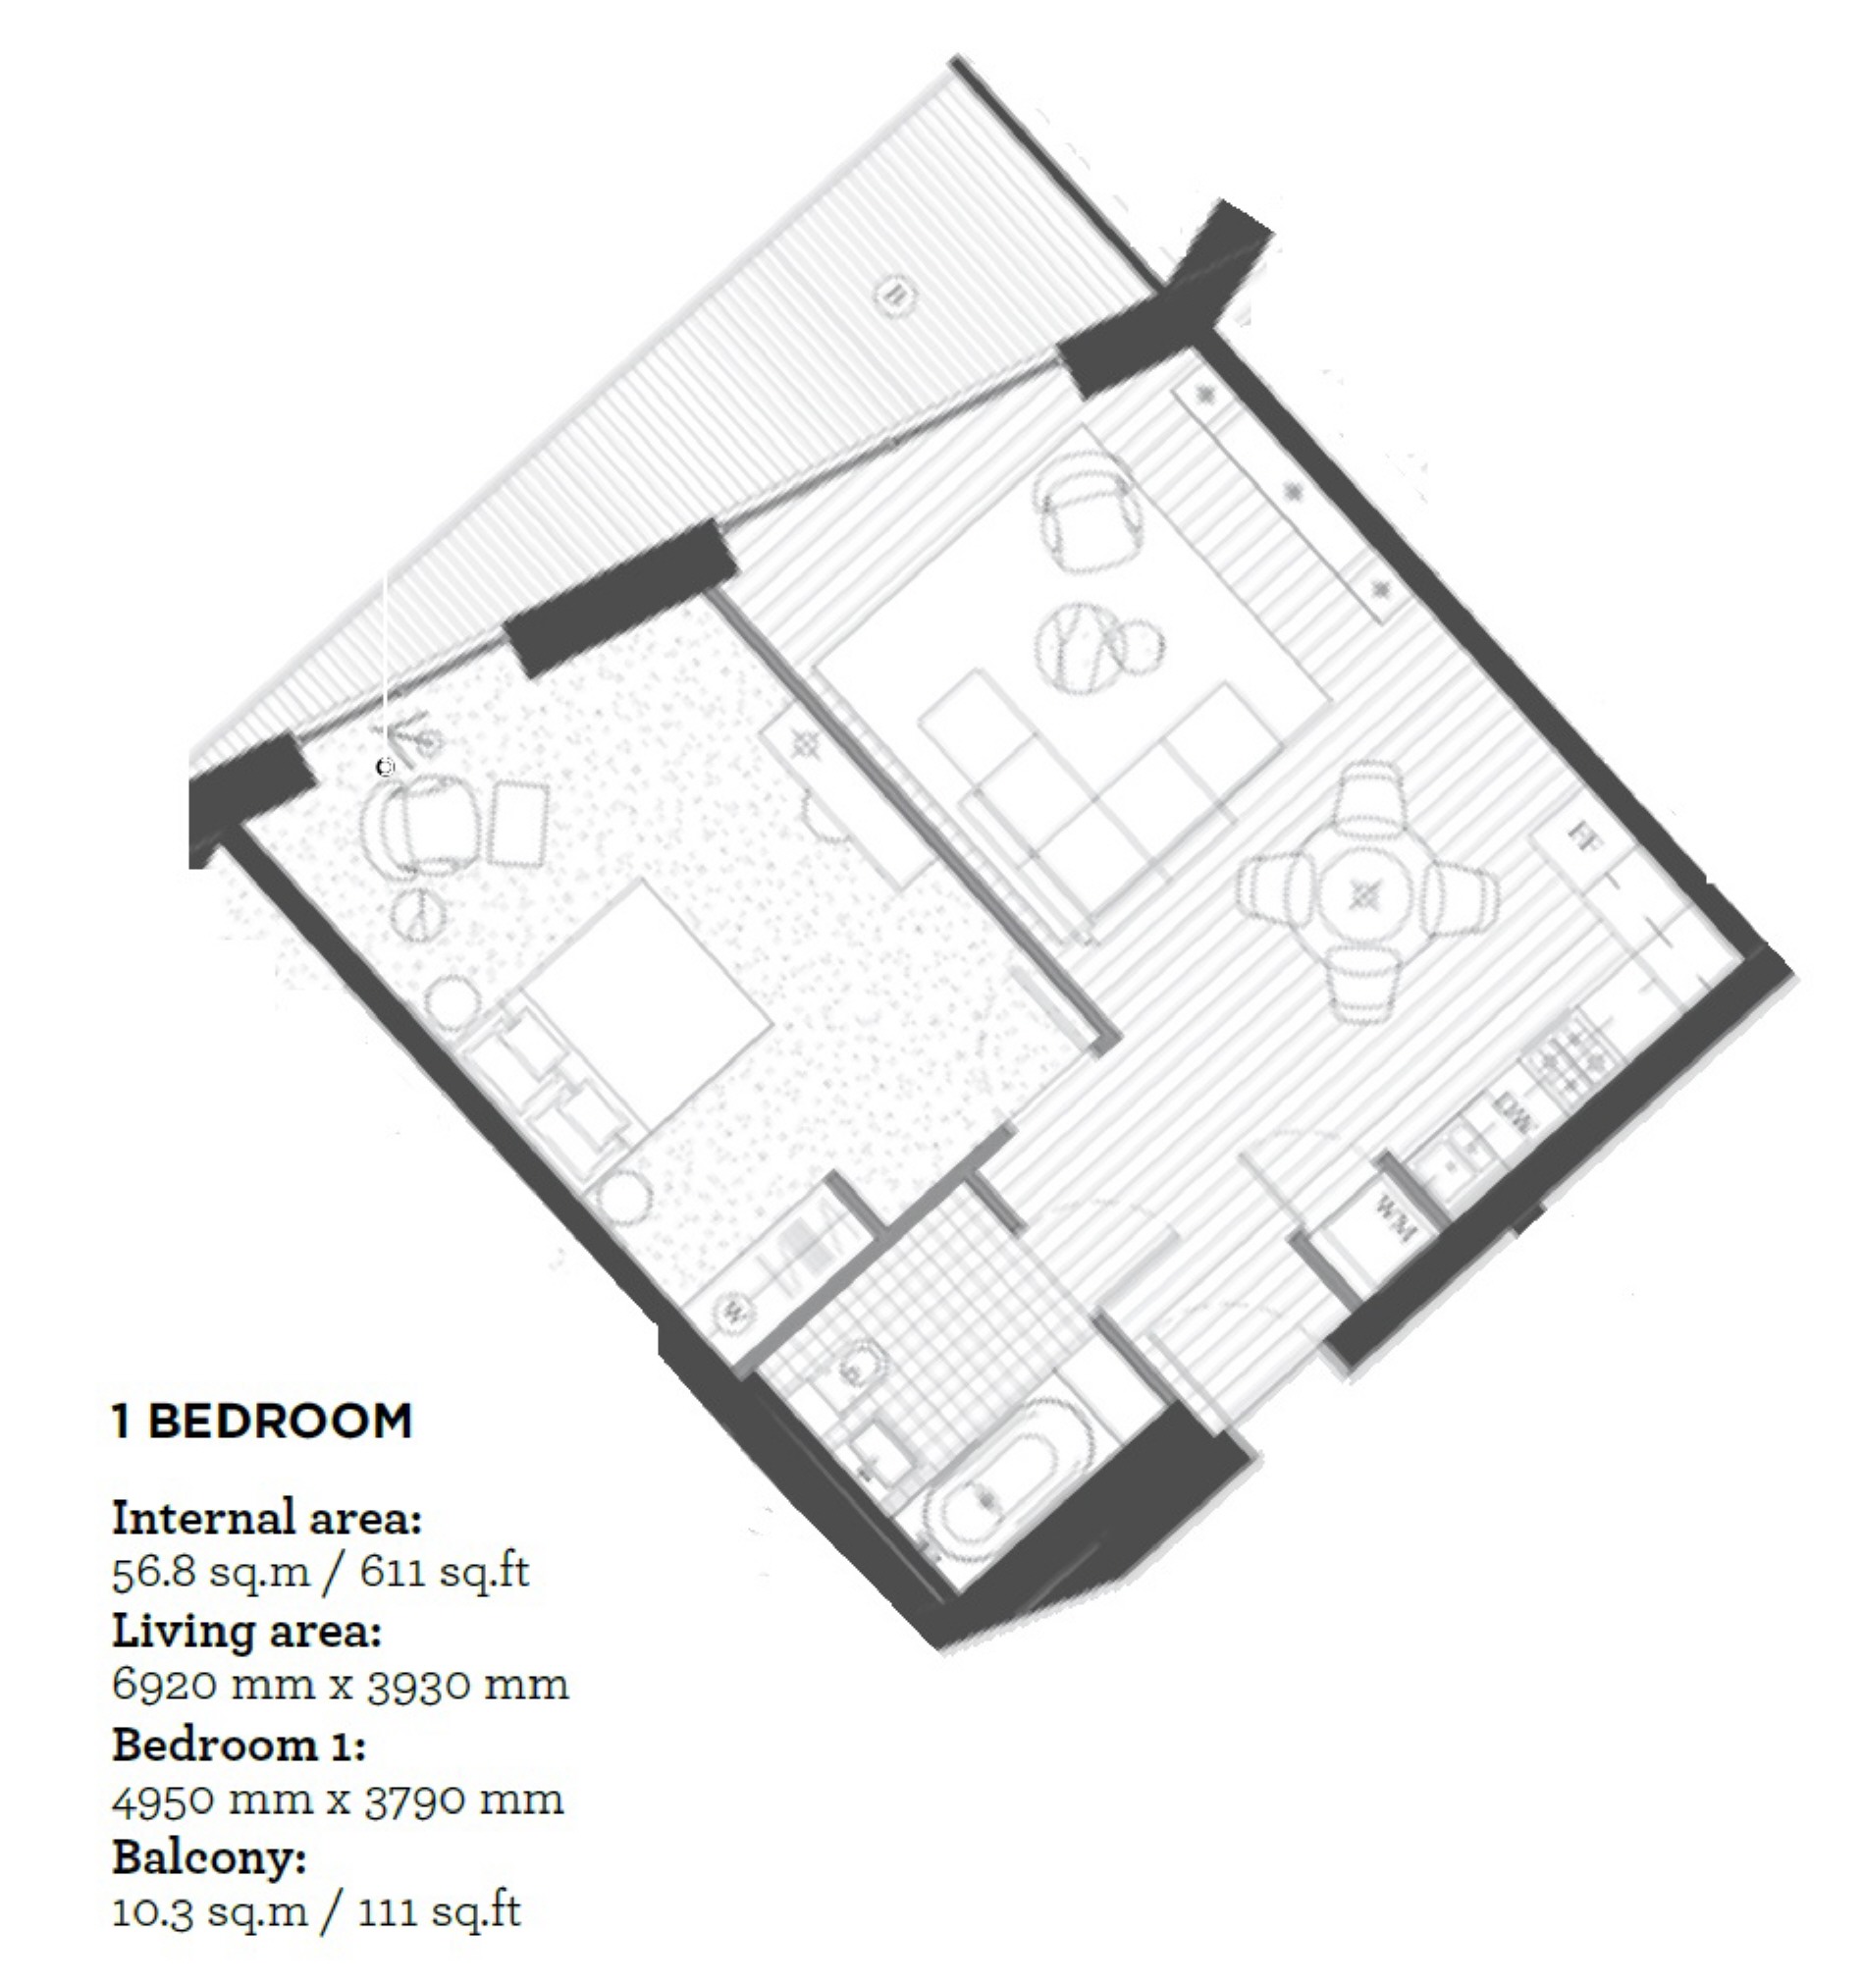 FF
DW
WM
W
1 BEDROOM
Internal area:
56.8 sq.m / 611 sq.ft
Living area:
6920 mm x 3930 mm
Bedroom 1:
4950 mm x 3790 mm
Balcony:
10.3 sq.m / 111 sq.ft